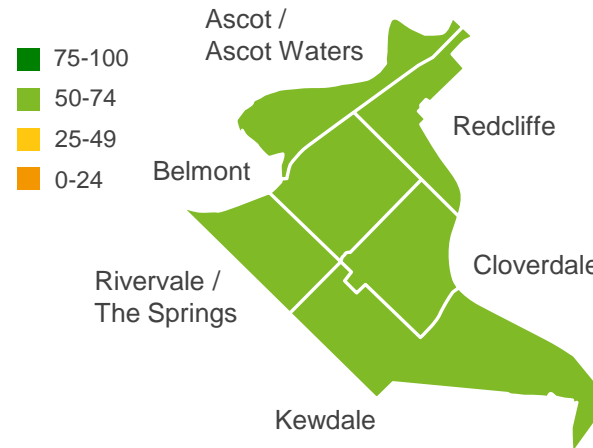 Ascot /
Ascot Waters
75-100
50-74
25-49
0-24
Redcliffe
Belmont
Cloverdale
Rivervale /
The Springs
Kewdale